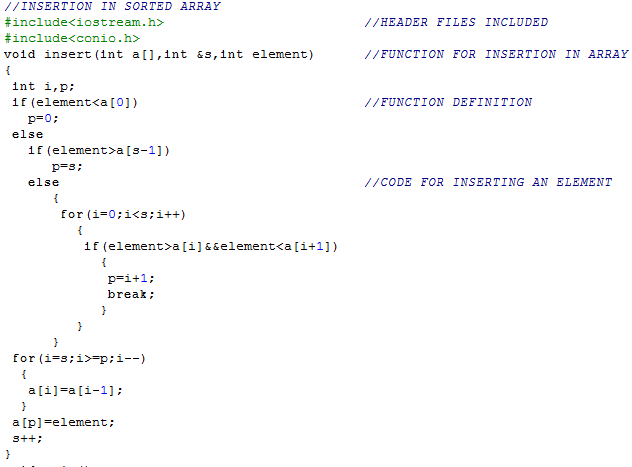 //INSERTION IN SORTED ARRAY
#include<iostream.h> //HEADER FILES INCLUDED
#include<conio.h>
void insert(int a[],int &s,int element) //FUNCTION FOR INSERTION IN ARRAY
{
int i,p;
if(element<a[0]) //FUNCTION DEFINITION
p=0;
else
if(element>a[s-1])
p=s;
else //CODE FOR INSERTING AN ELEMENT
{
for(i=0;i<s;i++)
{
if(element>a[i]&&element<a[i+1])
{
p=i+1;
break;
}
}
}
for(i=s;i>=p;i--)
{
a[i]=a[i-1];
}
a[p]=element;
s++;
}